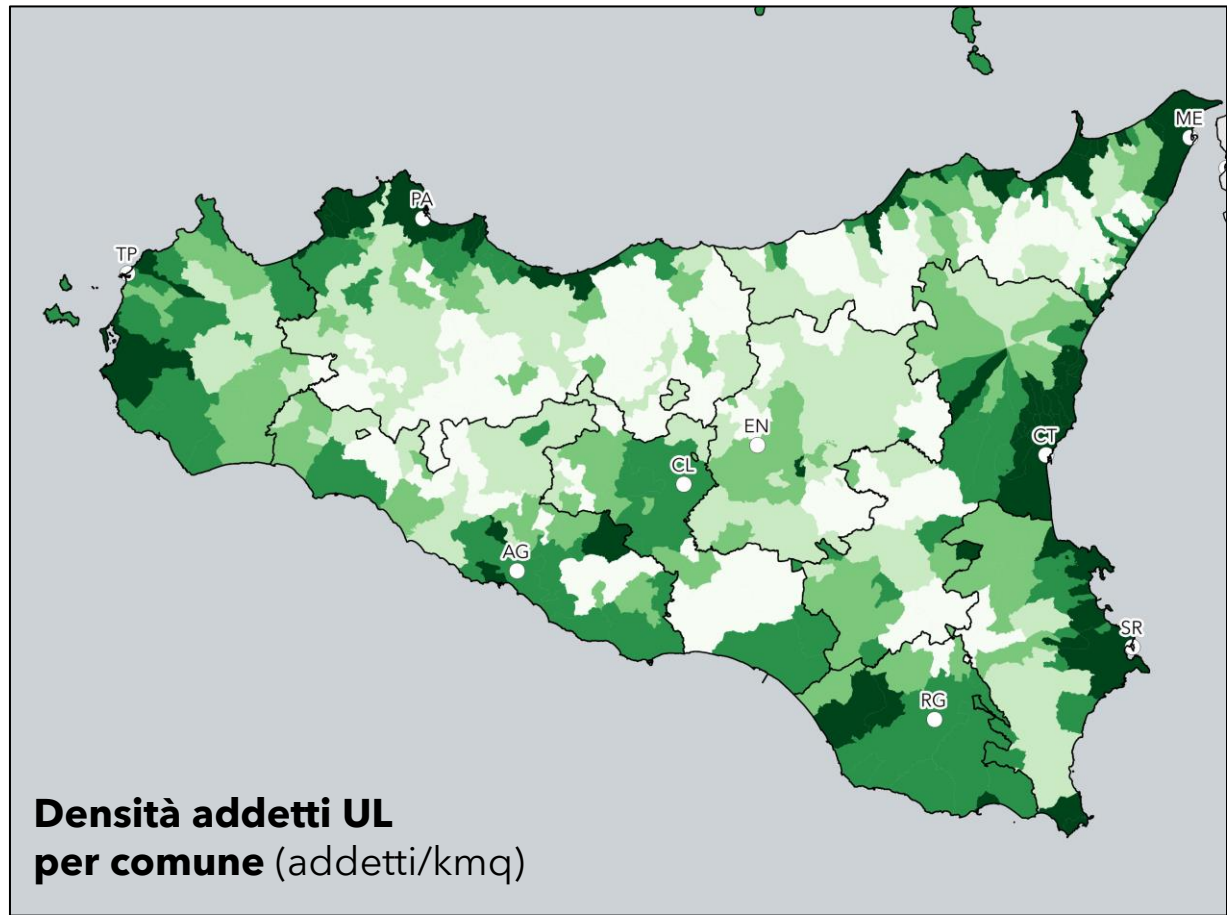 ME
PA
TP
EN
CT
CL
AG
SR
RG
Densità addetti UL
per comune (addetti/kmq)